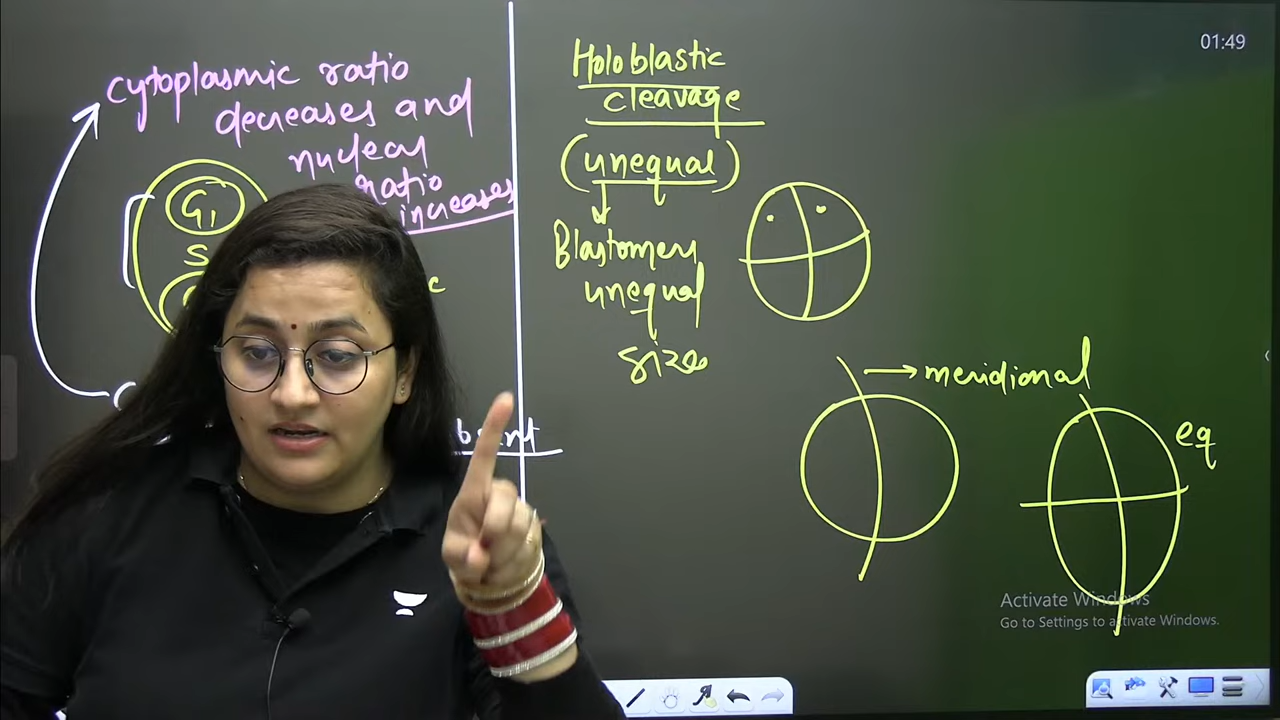 01:49
cytoplasmic ratio
decreases and
nuclear
ratio
increases
G1
S
c
Holoblastic
cleavage
(unequal)
Blastomers
unequal
size
→ meridional
eq
Activate Windows
Go to Settings to activate Windows.